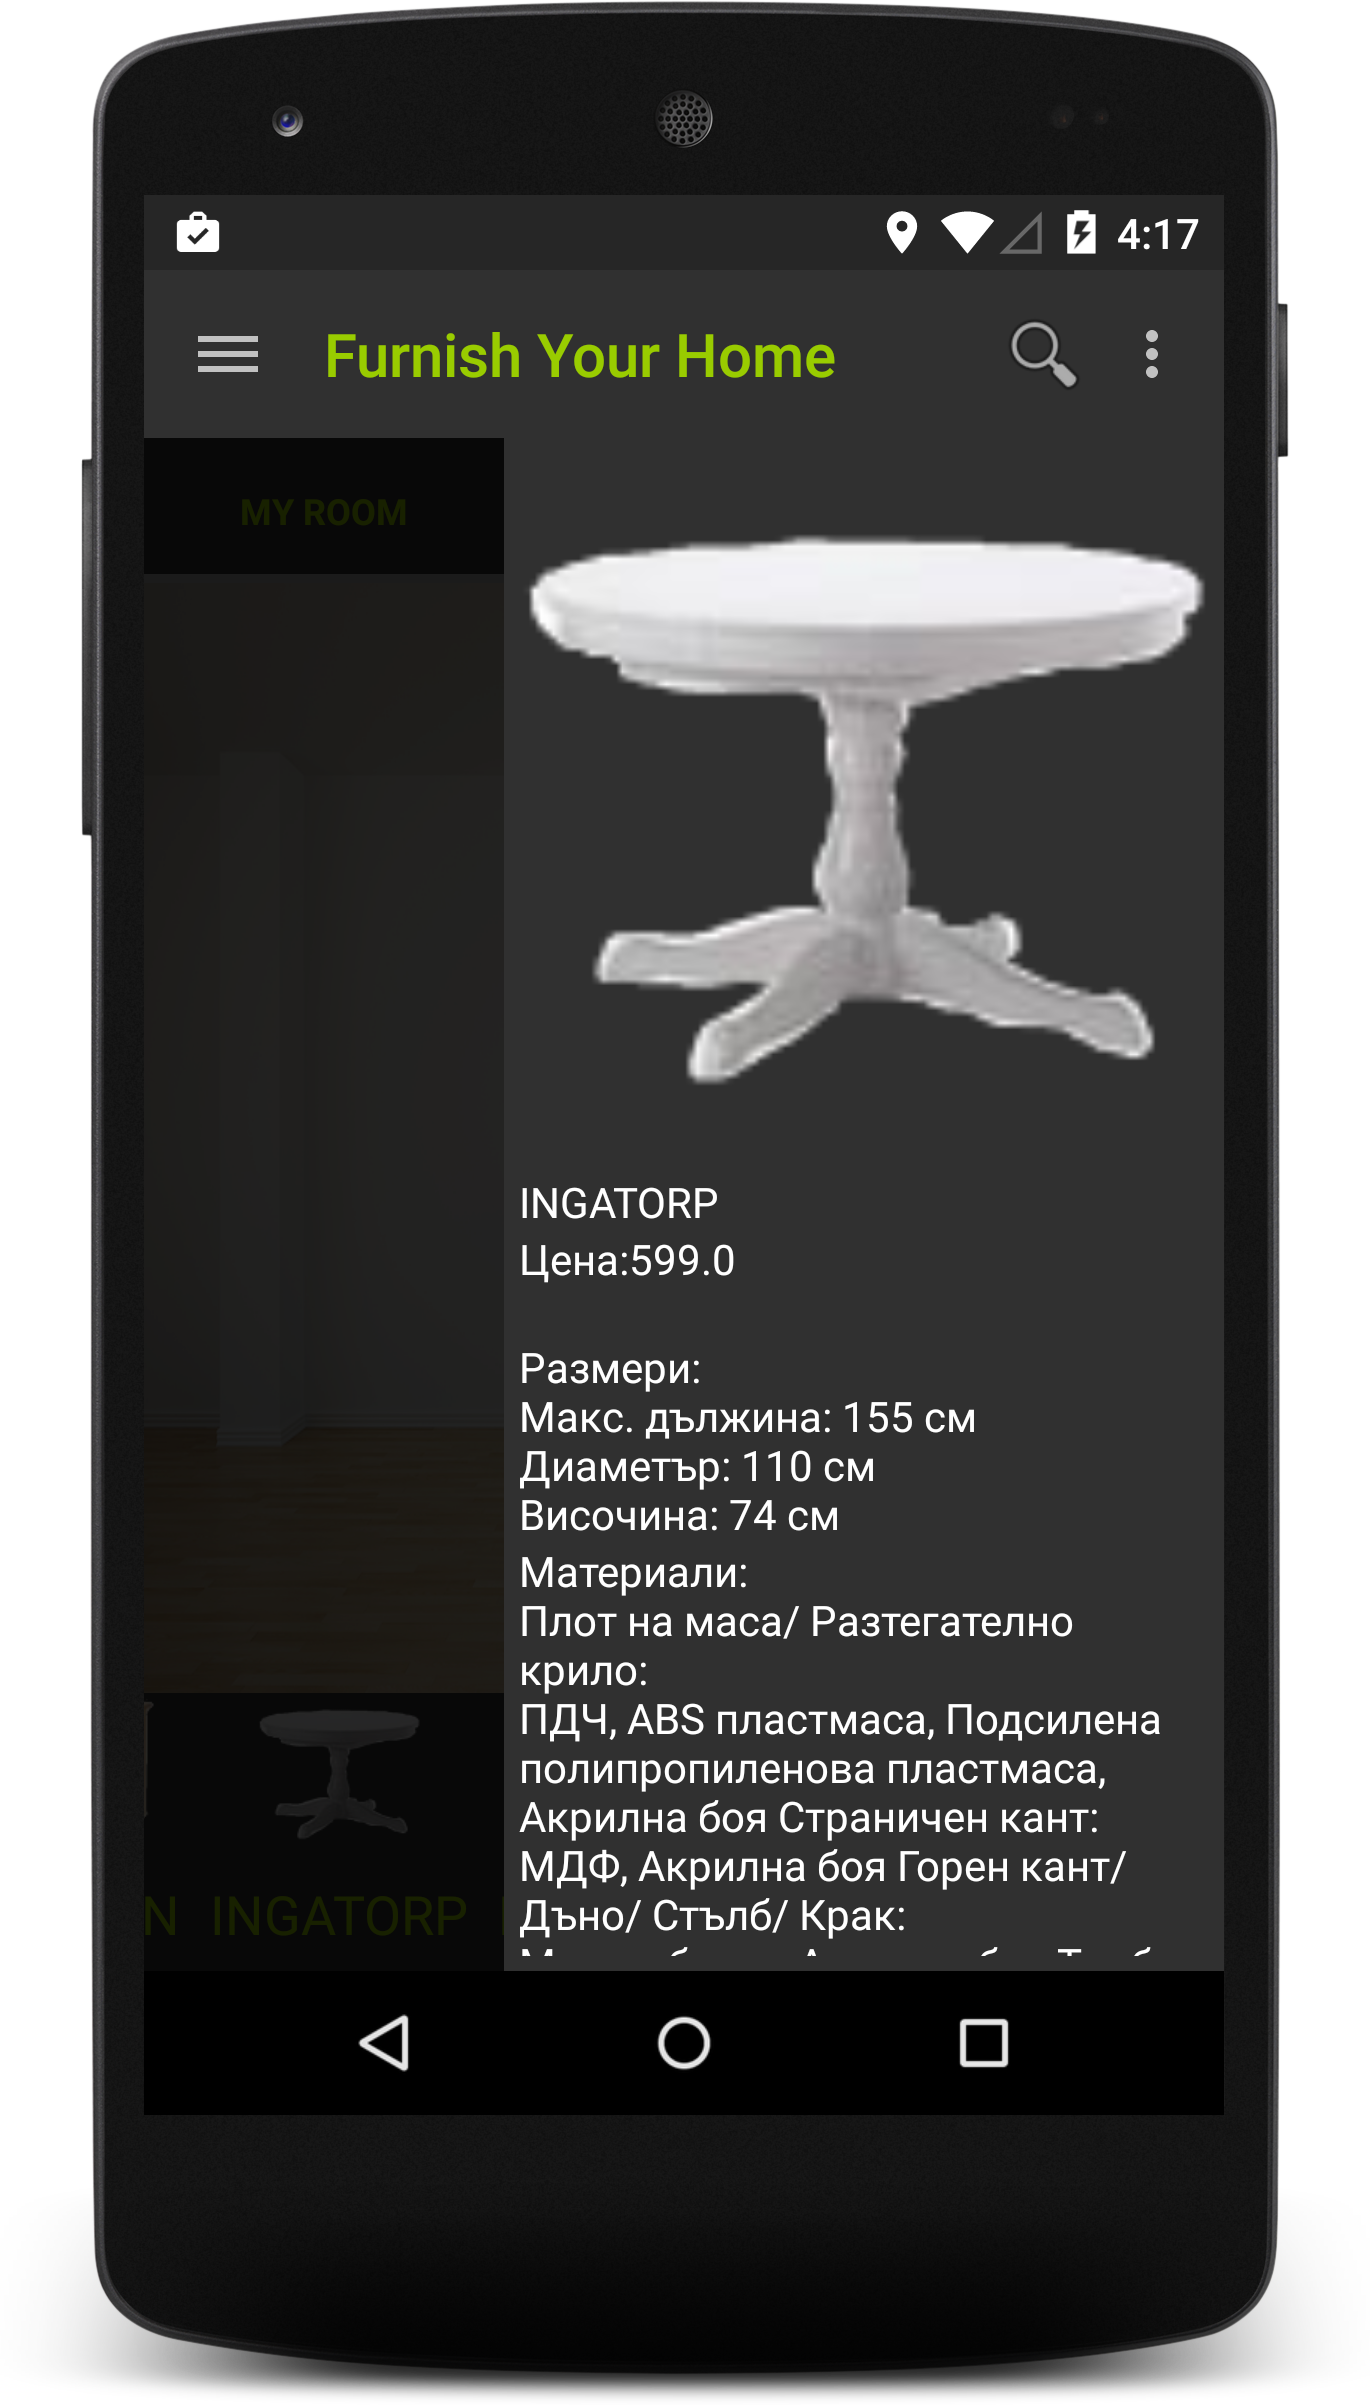 4:17
Furnish Your Home
MY ROOM
INGATORP
Цена:599.0
Размери:
Макс. дължина: 155 см
Диаметър: 110 см
Височина: 74 см
Материали:
Плот на маса/ Разтегателно
крило:
ПДЧ, ABS пластмаса, Подсилена
полипропиленова пластмаса,
Акрилна боя Страничен кант:
МДФ, Акрилна боя Горен кант/
Дъно/ Стълб/ Крак:
N INGATORP